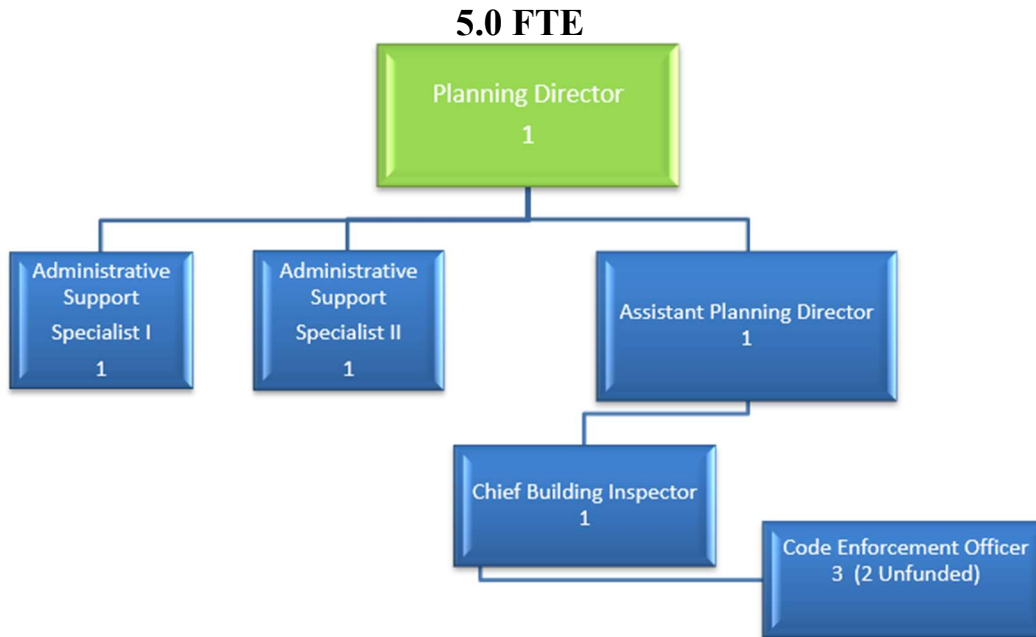 5.0 FTE
Planning Director
1
Administrative
Support
Specialist I
1
Administrative
Support
Specialist II
1
Assistant Planning Director
1
Chief Building Inspector
1
Code Enforcement Officer
3 (2 Unfunded)